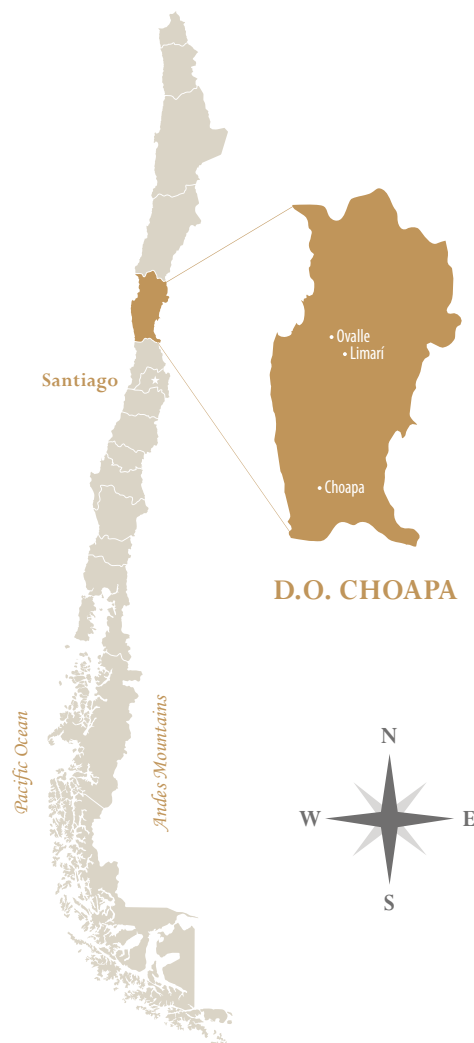 Ovalle
Limarí
Santiago
Choapa
D.O. CHOAPA
Pacific Ocean
Andes Mountains
N
W
E
S